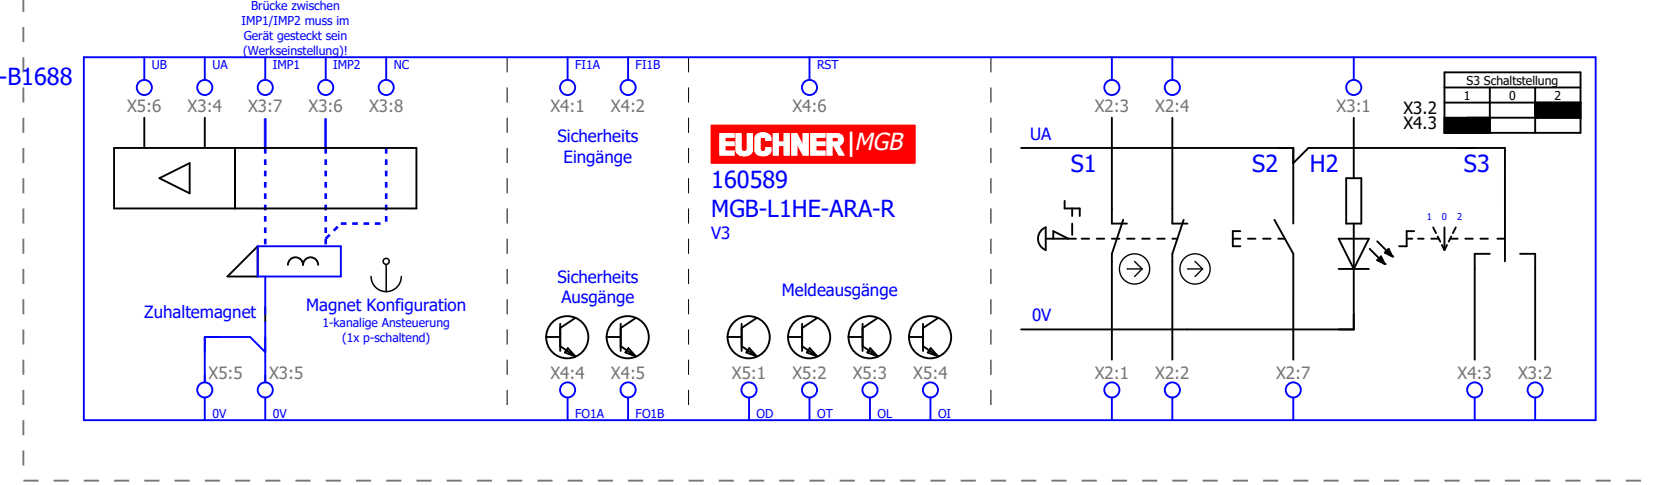 Brücke zwischen
IMP1/IMP2 muss im
Gerät gesteckt sein
(Werkseinstellung)!
-B1688
UB UA IMP1 IMP2 NC FI1A FI1B RST
X5:6 X3:4 X3:7 X3:6 X3:8 X4:1 X4:2 X4:6 X2:3 X2:4 X3:1
S3 Schaltstellung
1 0 2
X3.2
X4.3
Sicherheits
Eingänge
EUCHNER MGB
160589
MGB-L1HE-ARA-R
V3
UA
S1 S2 H2 S3
1 0 2
Zuhaltemagnet
Magnet Konfiguration
1-kanalige Ansteuerung
(1x p-schaltend)
Sicherheits
Ausgänge
Meldeausgänge
0V
X5:5 X3:5 X4:4 X4:5 X5:1 X5:2 X5:3 X5:4 X2:1 X2:2 X2:7 X4:3 X3:2
0V 0V FO1A FO1B OD OT OL OI